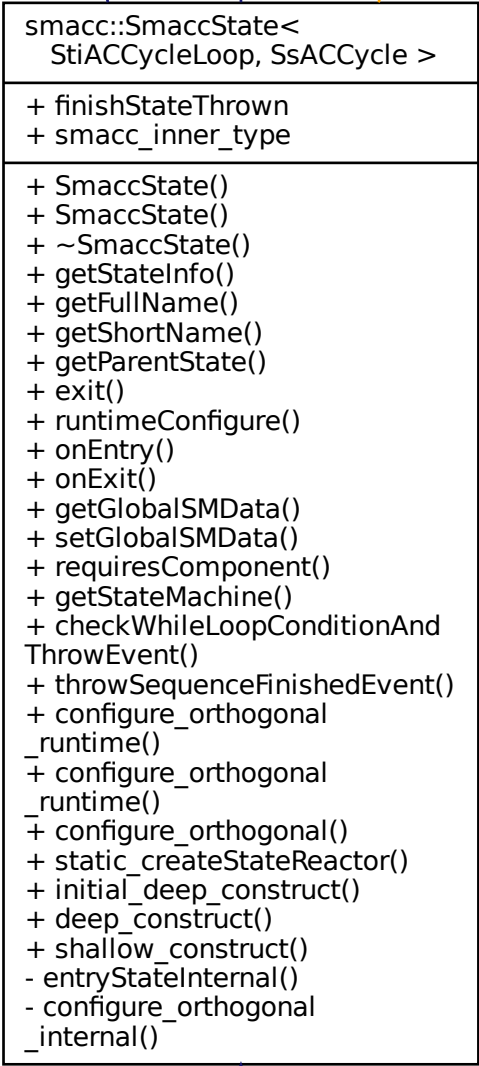 smacc::SmaccState<
StiACCycleLoop, SsACCycle >
+ finishStateThrown
+ smacc_inner_type
+ SmaccState()
+ SmaccState()
+ ~SmaccState()
+ getStateInfo()
+ getFullName()
+ getShortName()
+ getParentState()
+ exit()
+ runtimeConfigure()
+ onEntry()
+ onExit()
+ getGlobalSMData()
+ setGlobalSMData()
+ requiresComponent()
+ getStateMachine()
+ checkWhileLoopConditionAnd
ThrowEvent()
+ throwSequenceFinishedEvent()
+ configure_orthogonal
_runtime()
+ configure_orthogonal
_runtime()
+ configure_orthogonal()
+ static_createStateReactor()
+ initial_deep_construct()
+ deep_construct()
+ shallow_construct()
- entryStateInternal()
- configure_orthogonal
_internal()